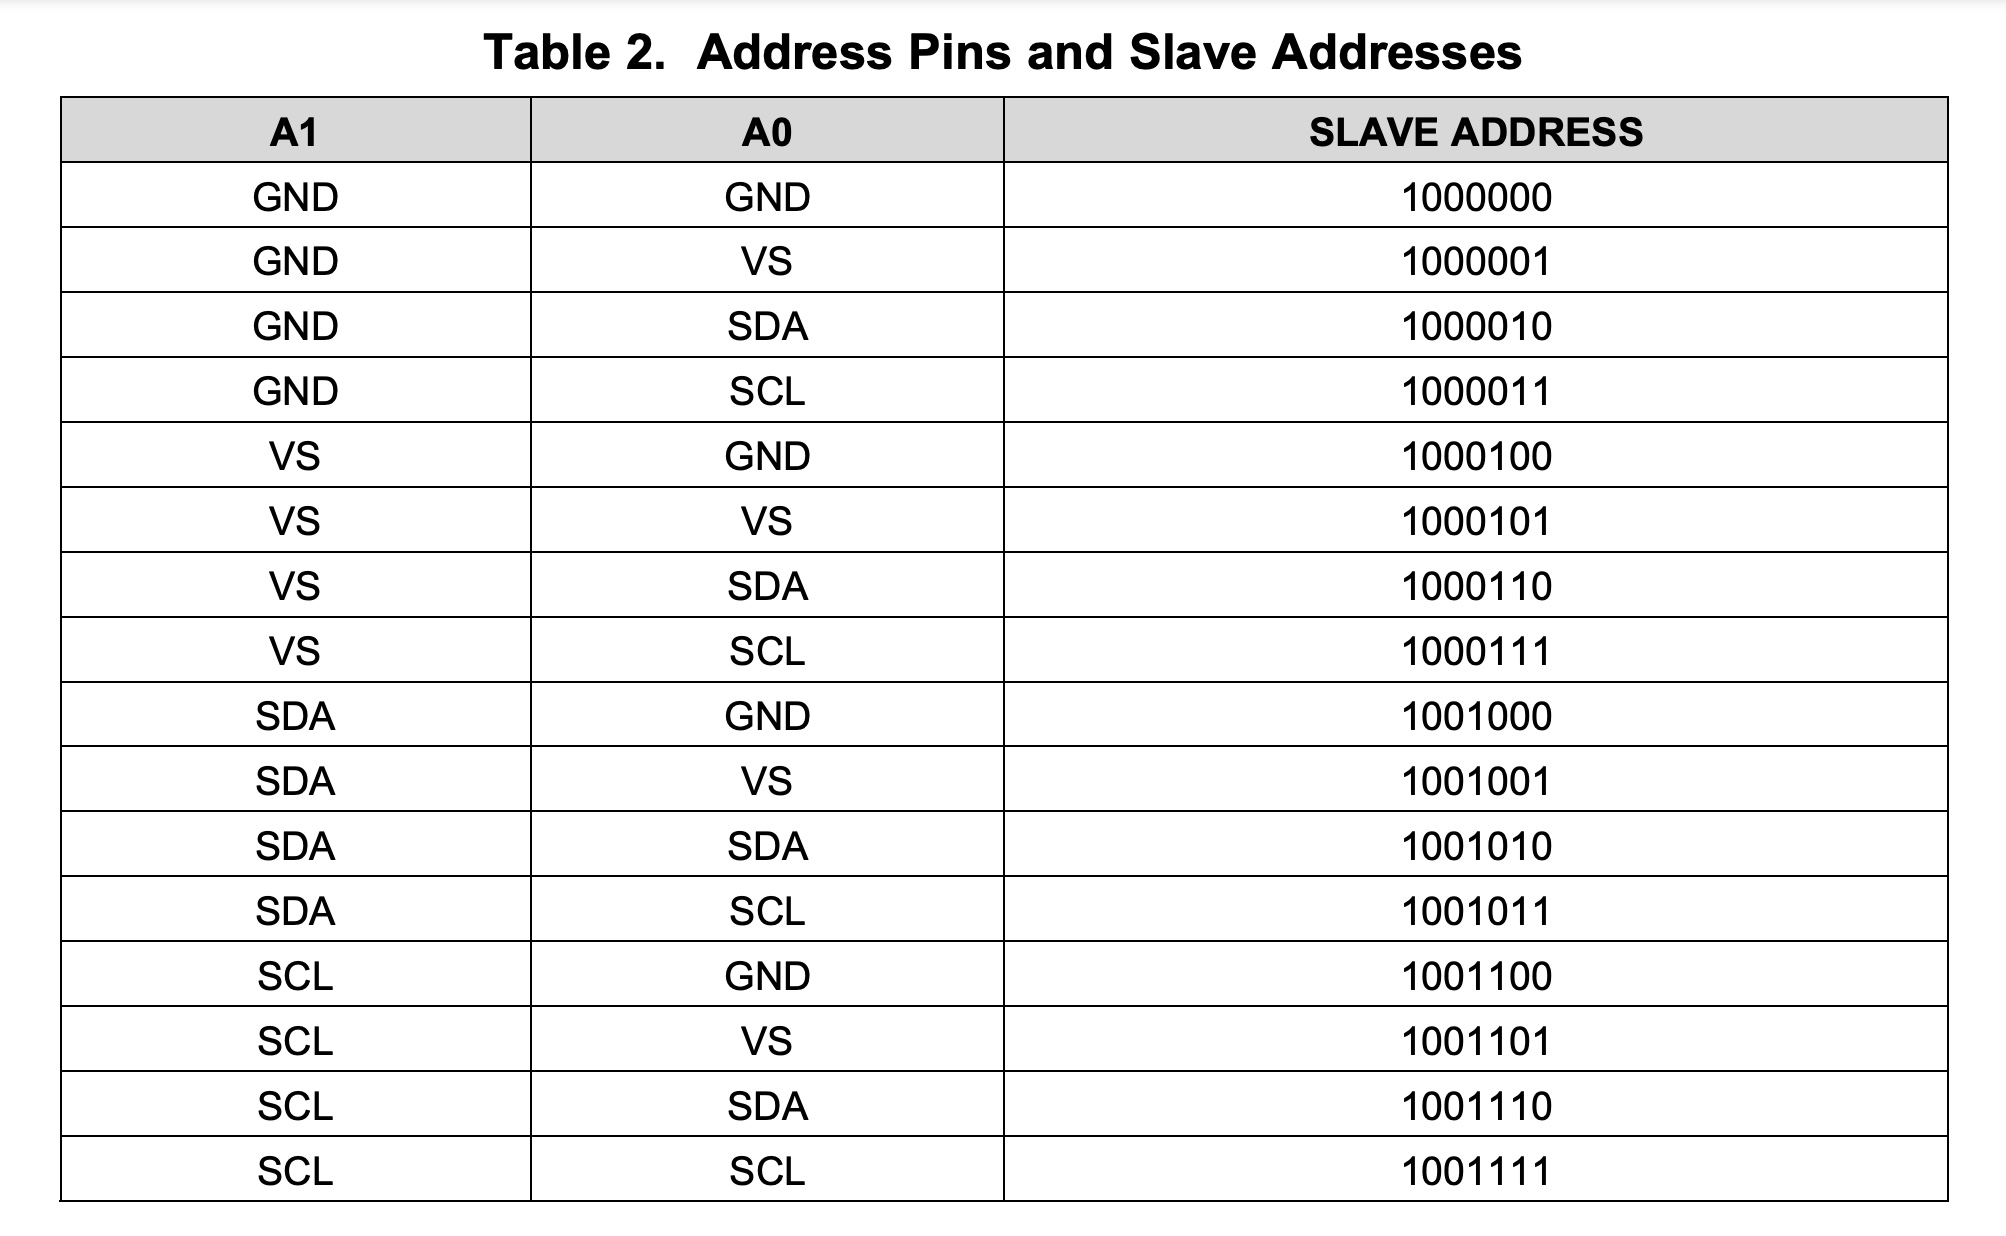 Table 2. Address Pins and Slave Addresses
A1 A0 SLAVE ADDRESS
GND GND 1000000
GND VS 1000001
GND SDA 1000010
GND SCL 1000011
VS GND 1000100
VS VS 1000101
VS SDA 1000110
VS SCL 1000111
SDA GND 1001000
SDA VS 1001001
SDA SDA 1001010
SDA SCL 1001011
SCL GND 1001100
SCL VS 1001101
SCL SDA 1001110
SCL SCL 1001111